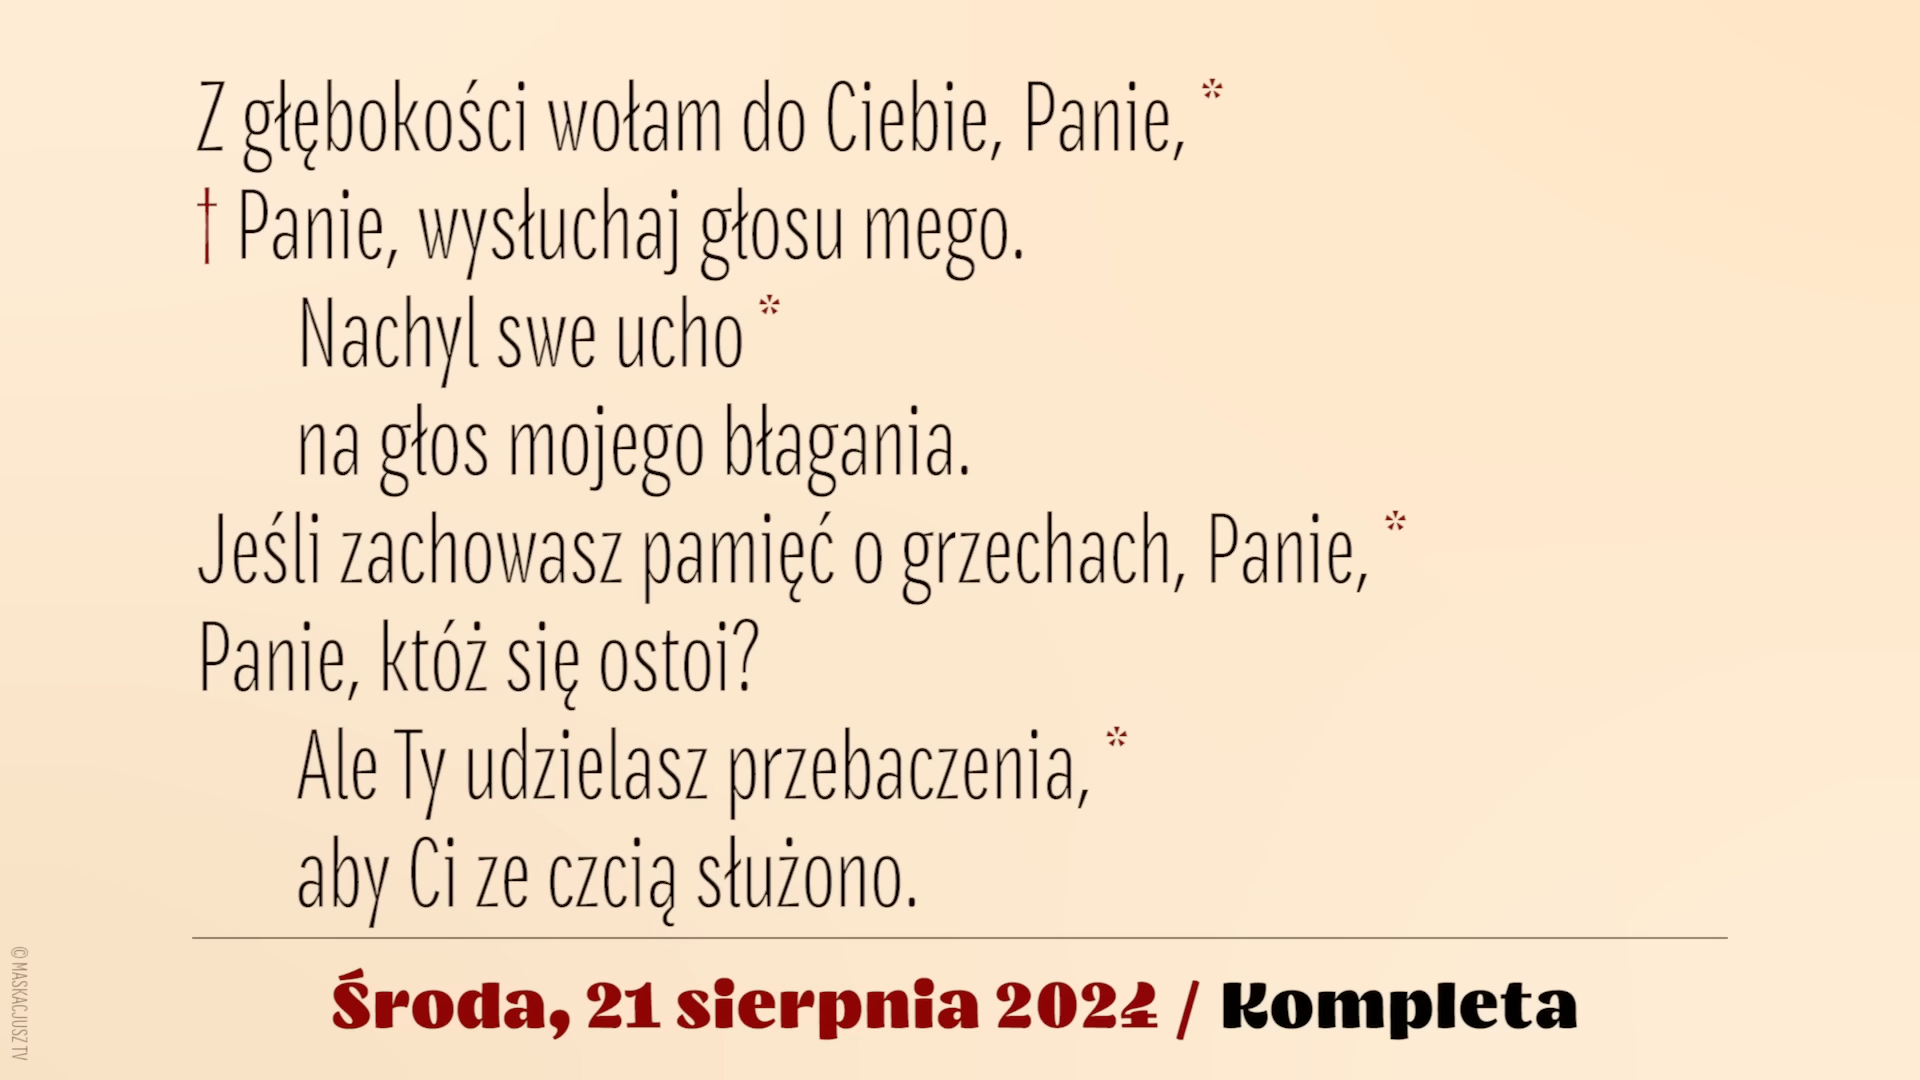 Z głębokości wołam do Ciebie, Panie, *
† Panie, wysłuchaj głosu mego.
Nachyl swe ucho *
na głos mojego błagania.
Jeśli zachowasz pamięć o grzechach, Panie, *
Panie, któż się ostoi?
Ale Ty udzielasz przebaczenia, *
aby Ci ze czcią służono.
Środa, 21 sierpnia 2024 / Kompleta
© MASKACJUSZ TV